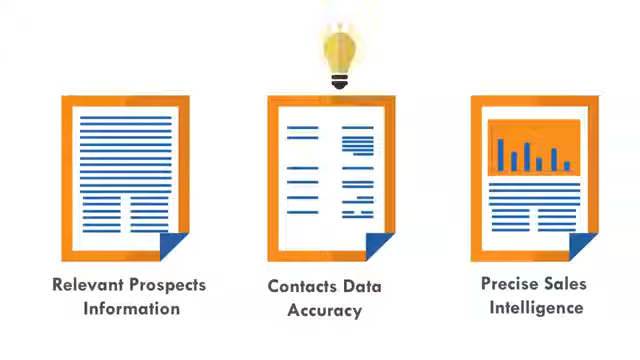 Relevant Prospects
Information
Contacts Data
Accuracy
Precise Sales
Intelligence